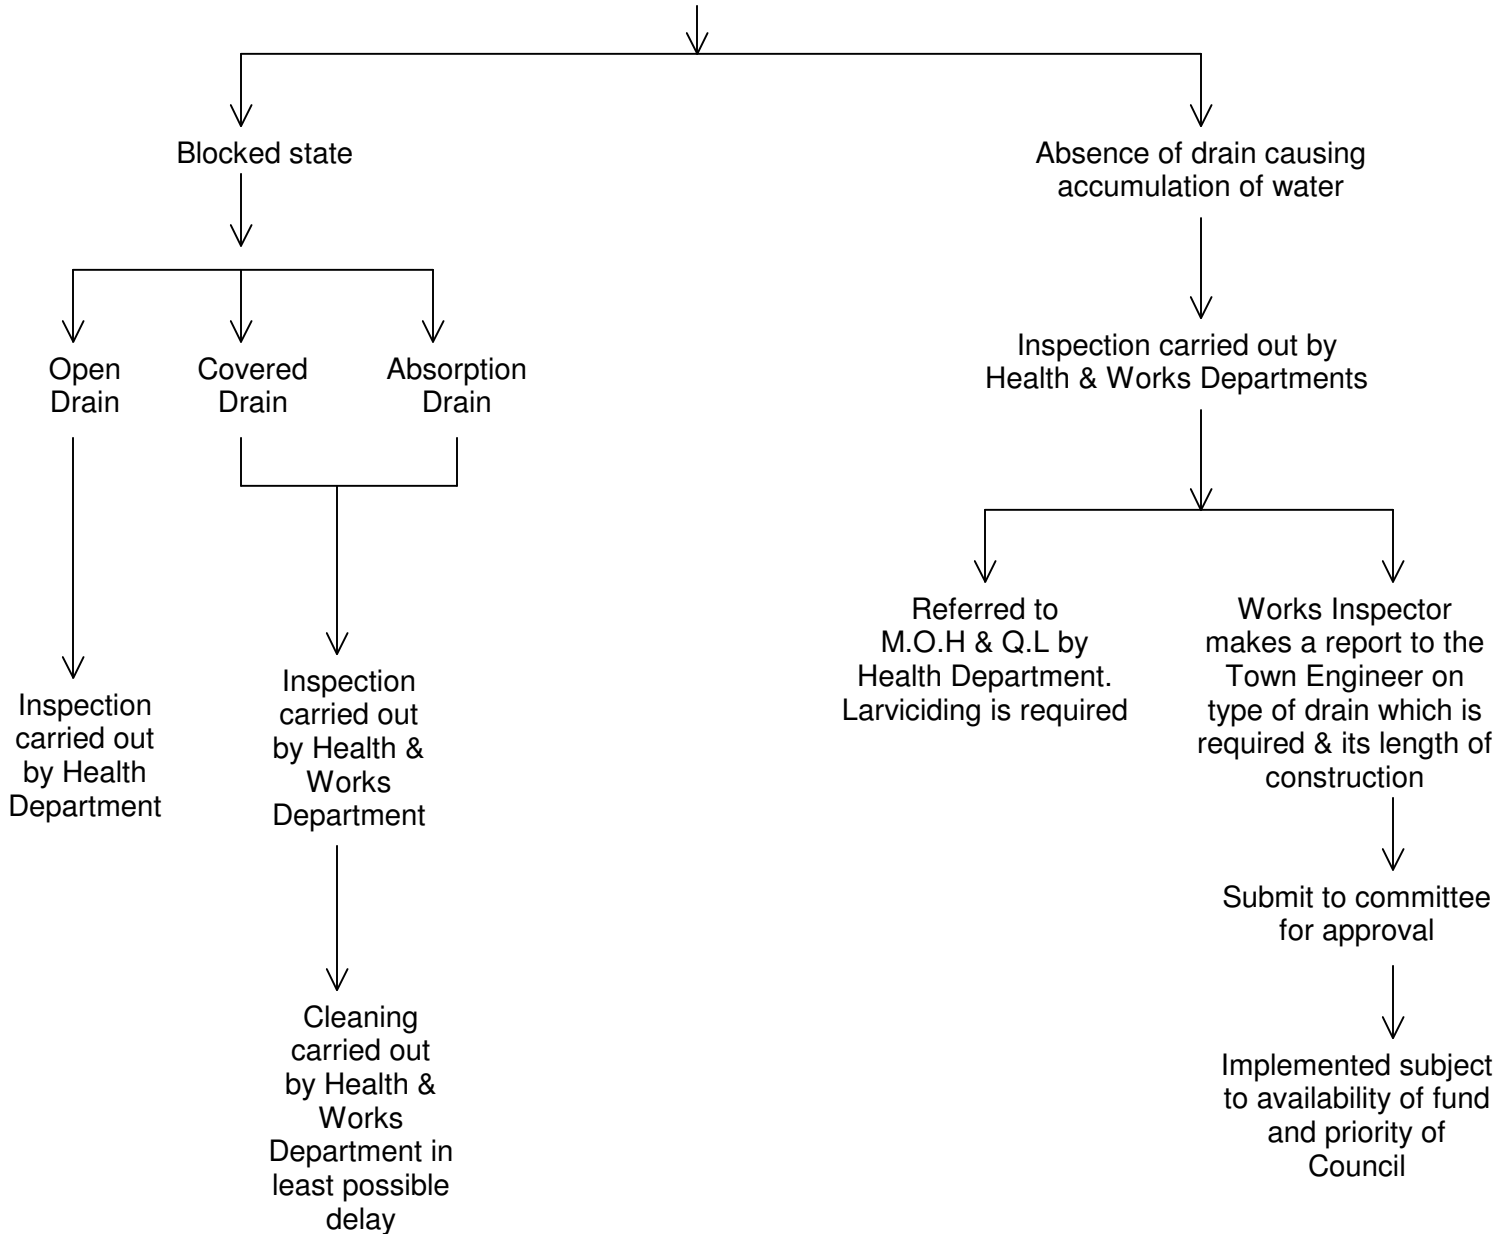 Blocked state
Absence of drain causing
accumulation of water
Open
Drain
Covered
Drain
Absorption
Drain
Inspection carried out by
Health & Works Departments
Inspection
carried out
by Health
Department
Inspection
carried out
by Health &
Works
Department
Cleaning
carried out
by Health &
Works
Department in
least possible
delay
Referred to
M.O.H & Q.L by
Health Department.
Larviciding is required
Works Inspector
makes a report to the
Town Engineer on
type of drain which is
required & its length of
construction
Submit to committee
for approval
Implemented subject
to availability of fund
and priority of
Council